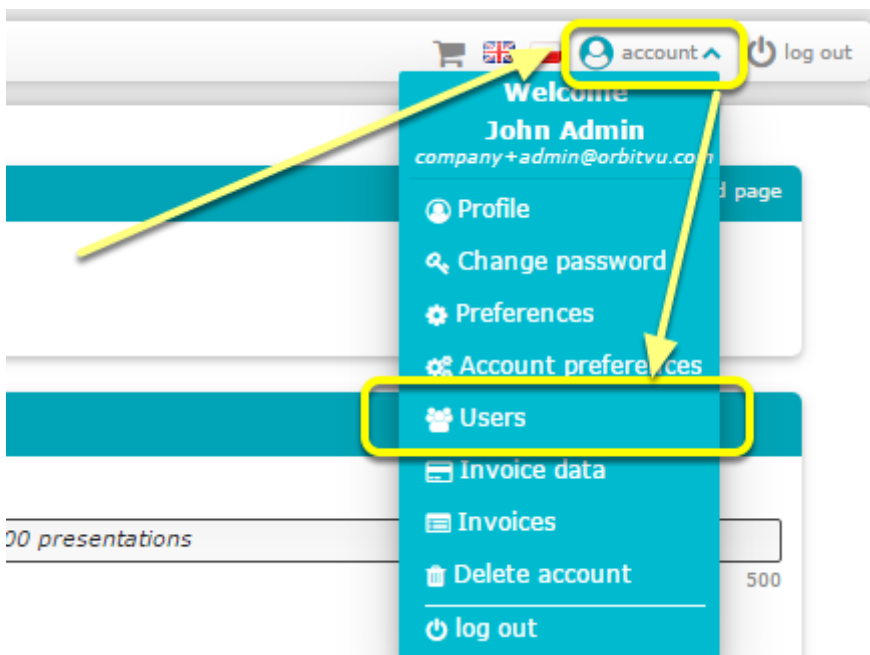 account log out
Welcome
John Admin
company+admin@orbitvu.com
page
Profile
Change password
Preferences
Account preferences
Users
Invoice data
Invoices
00 presentations
Delete account
500
log out